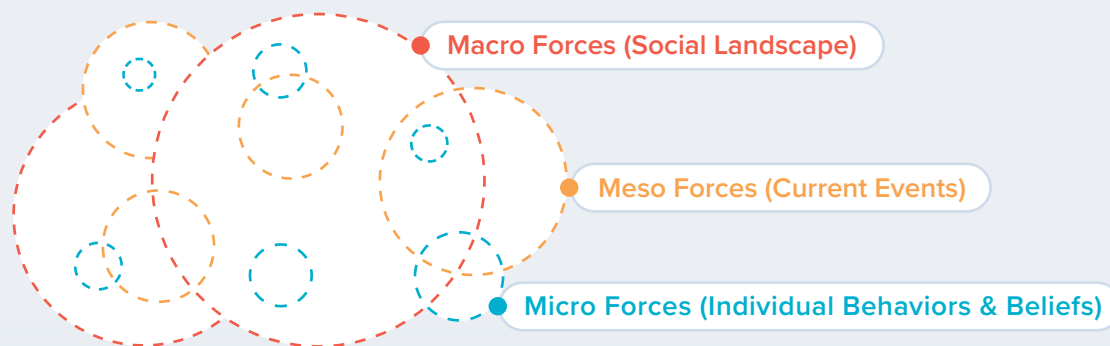 Macro Forces (Social Landscape)
Meso Forces (Current Events)
Micro Forces (Individual Behaviors & Beliefs)